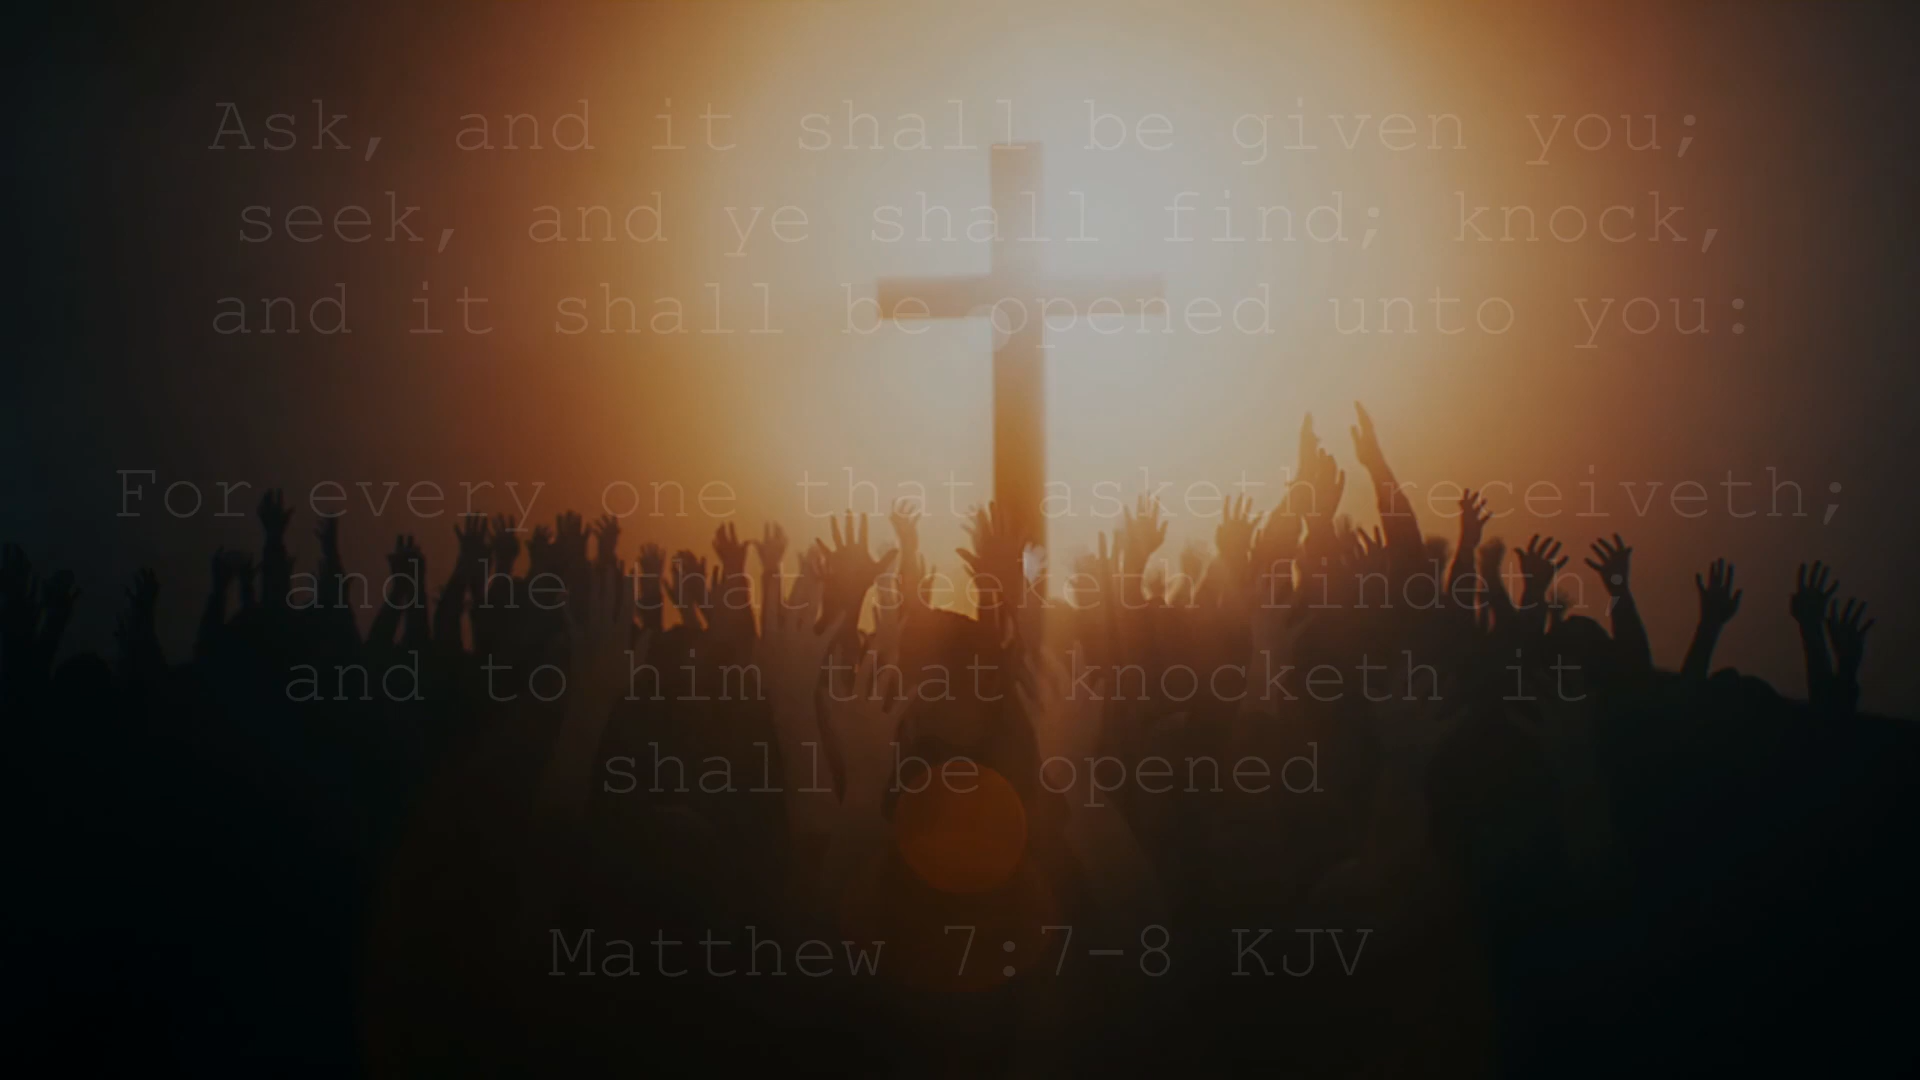 Ask, and it shall be given you;
seek, and ye shall find; knock,
and it shall be opened unto you:
For every one that asketh receiveth;
and he that seeketh findeth;
and to him that knocketh it
shall be opened
Matthew 7:7-8 KJV